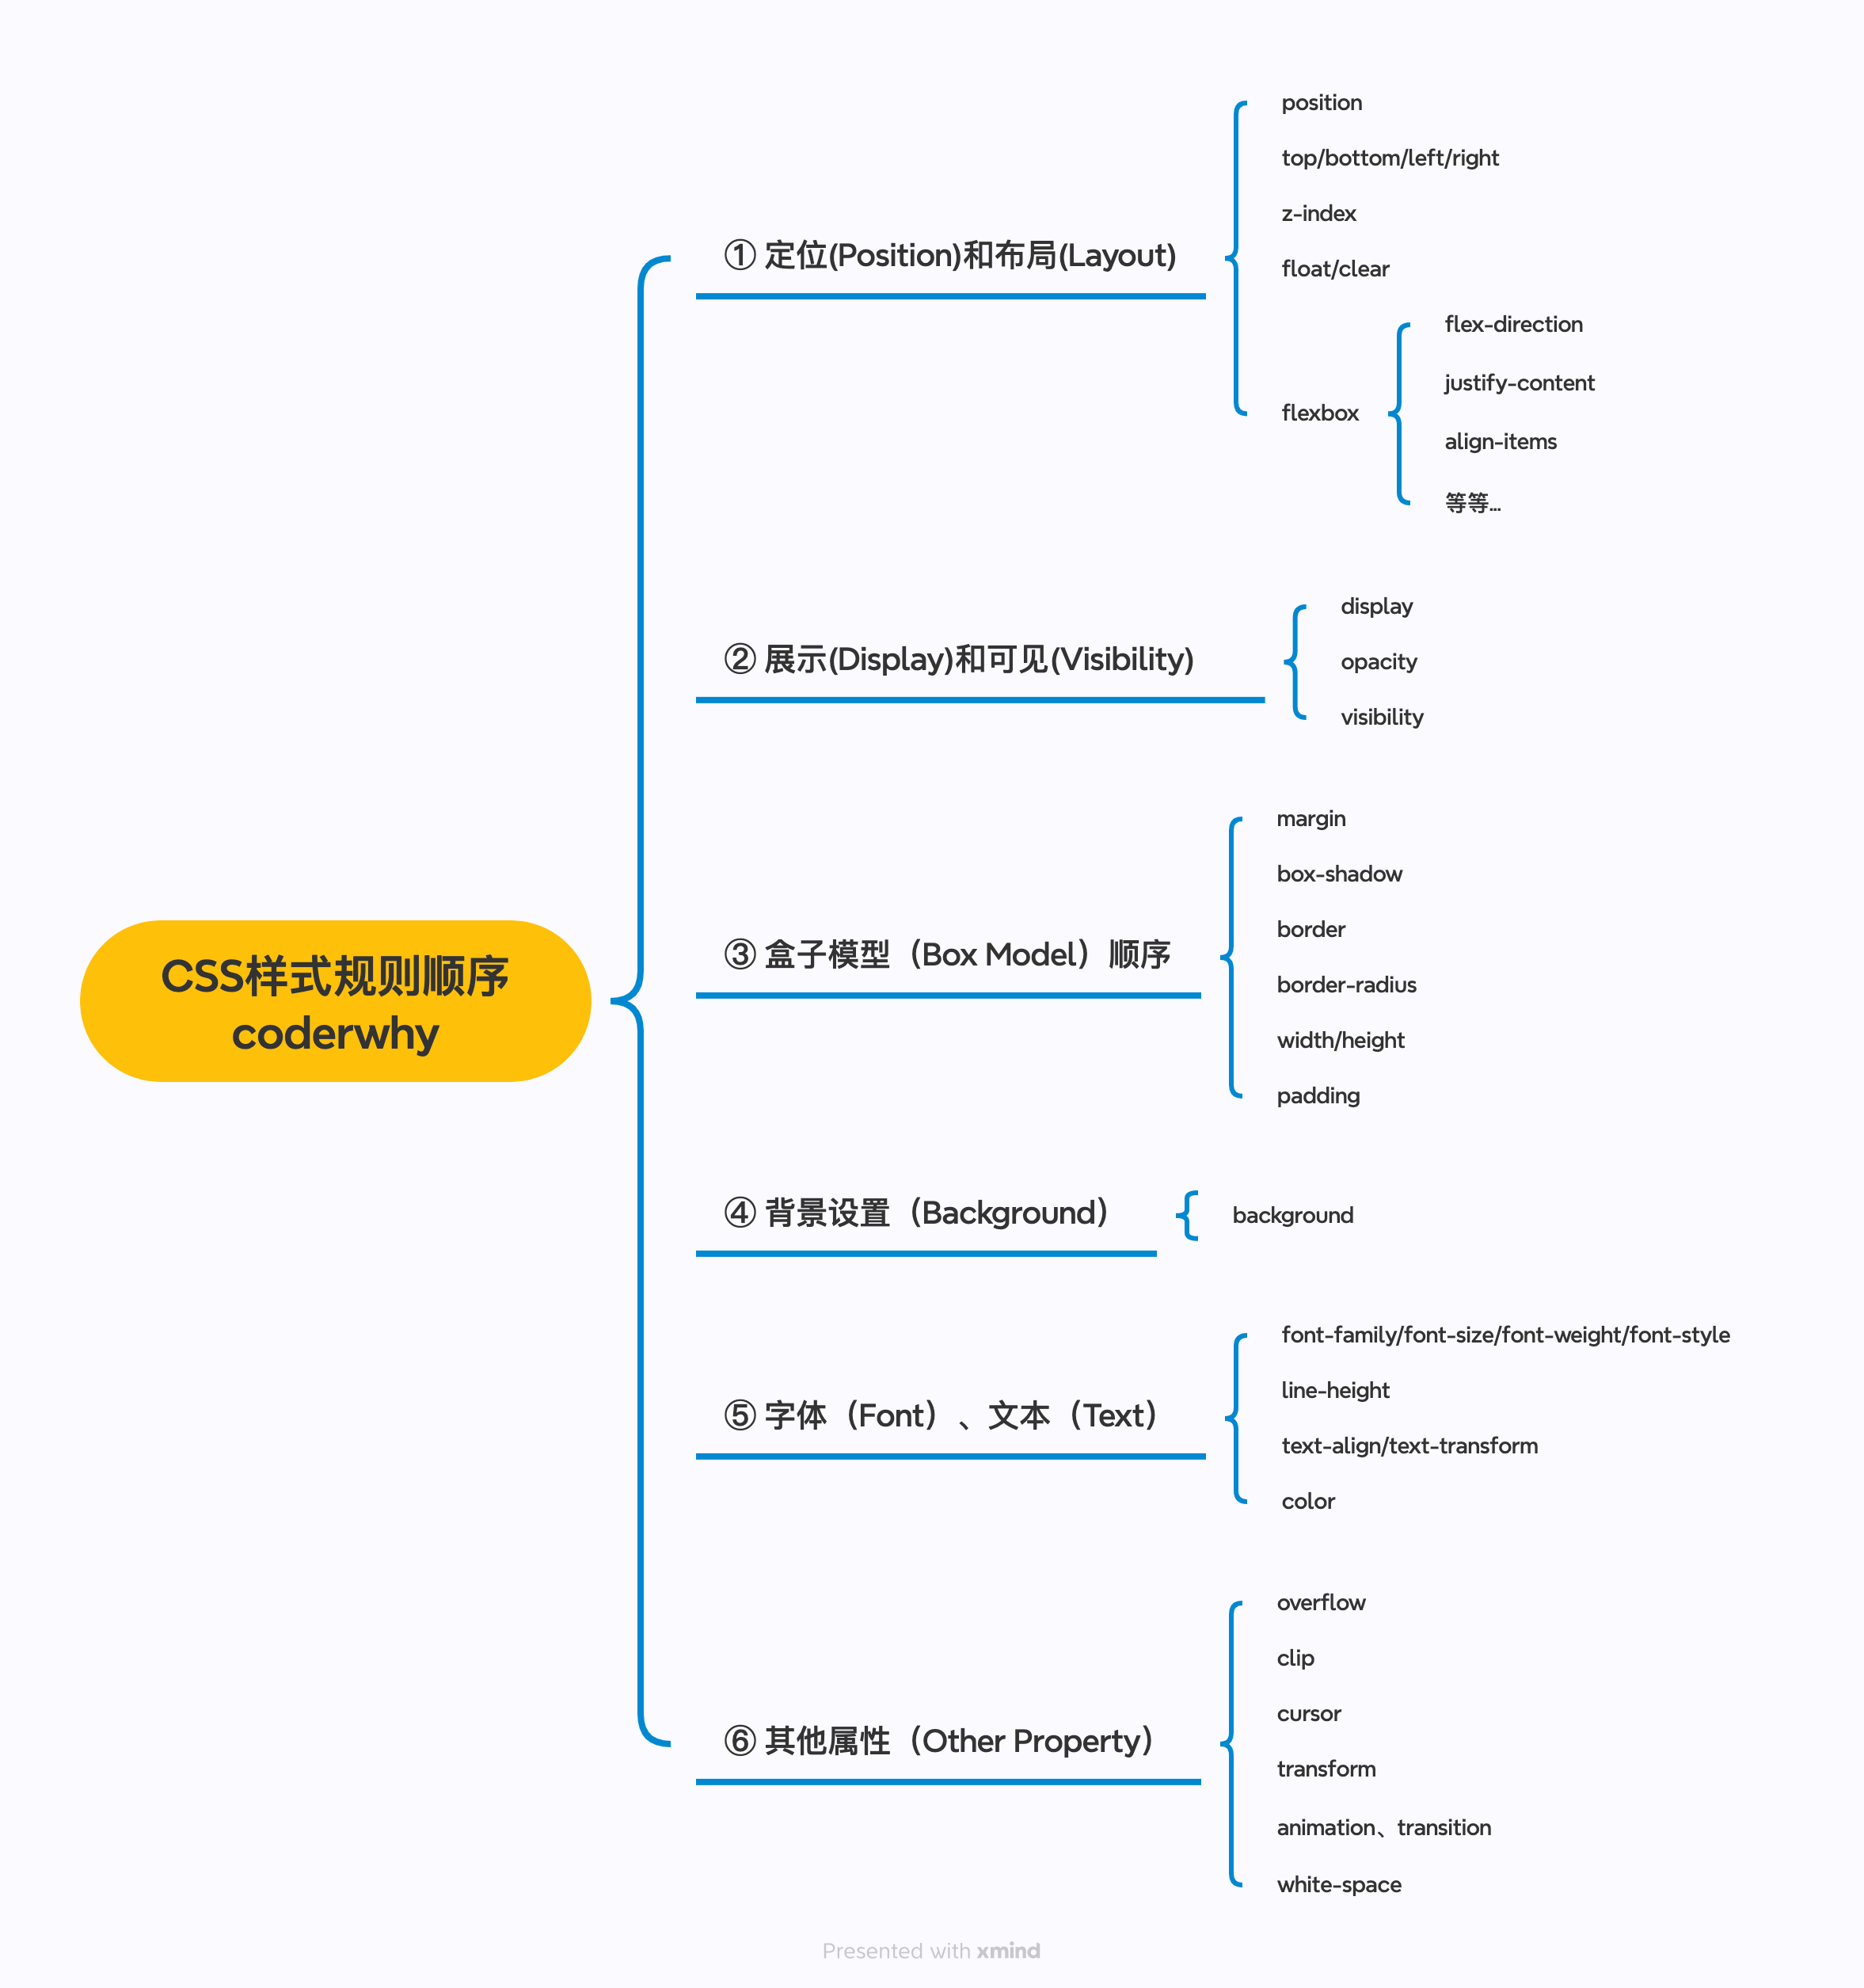 CSS样式规则顺序
coderwhy
① 定位(Position)和布局(Layout)
position
top/bottom/left/right
z-index
float/clear
flexbox
flex-direction
justify-content
align-items
等等...
② 展示(Display)和可见(Visibility)
display
opacity
visibility
③ 盒子模型（Box Model）顺序
margin
box-shadow
border
border-radius
width/height
padding
④ 背景设置（Background）
background
⑤ 字体（Font）、文本（Text）
font-family/font-size/font-weight/font-style
line-height
text-align/text-transform
color
⑥ 其他属性（Other Property）
overflow
clip
cursor
transform
animation、transition
white-space
Presented with xmind